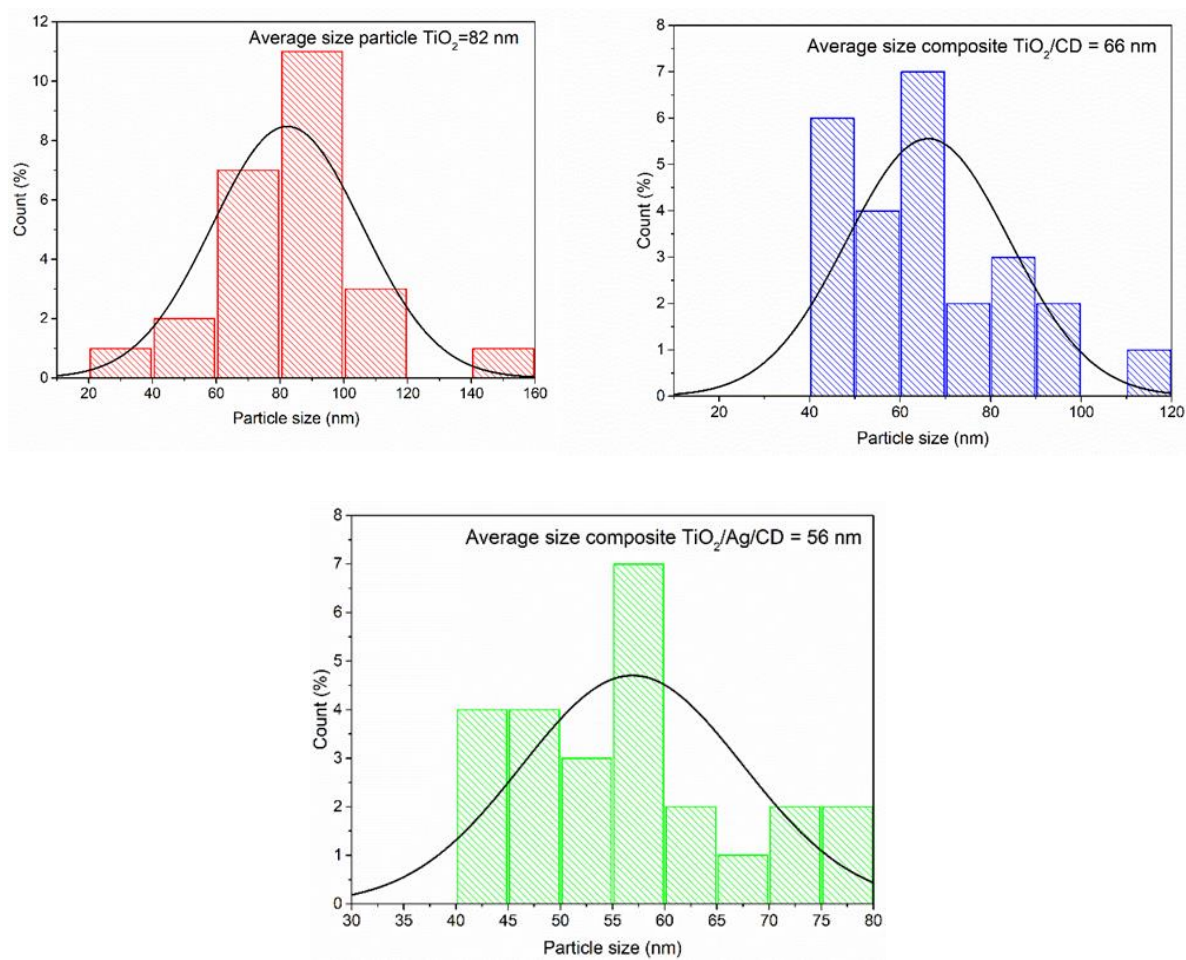 Average size particle TiO₂=82 nm
12
10
8
6
4
2
0
Count (%)
20 40 60 80 100 120 140 160
Particle size (nm)
Average size composite TiO₂/CD = 66 nm
8
7
6
5
4
3
2
1
0
Count (%)
20 40 60 80 100 120
Particle size (nm)
Average size composite TiO₂/Ag/CD = 56 nm
8
7
6
5
4
3
2
1
0
Count (%)
30 35 40 45 50 55 60 65 70 75 80
Particle size (nm)